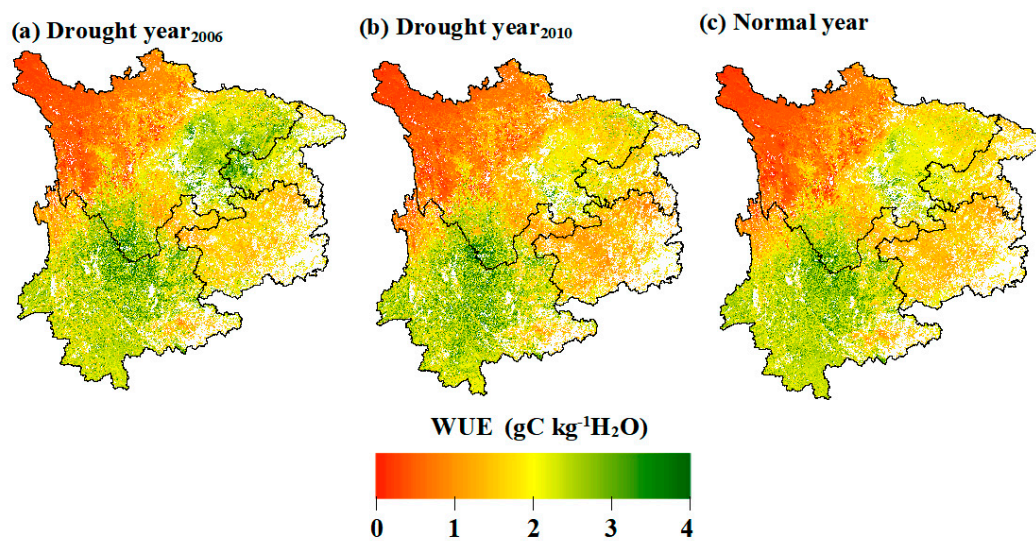 (a) Drought year₂₀₀₆
(b) Drought year₂₀₁₀
(c) Normal year
WUE (gC kg⁻¹H₂O)
0 1 2 3 4